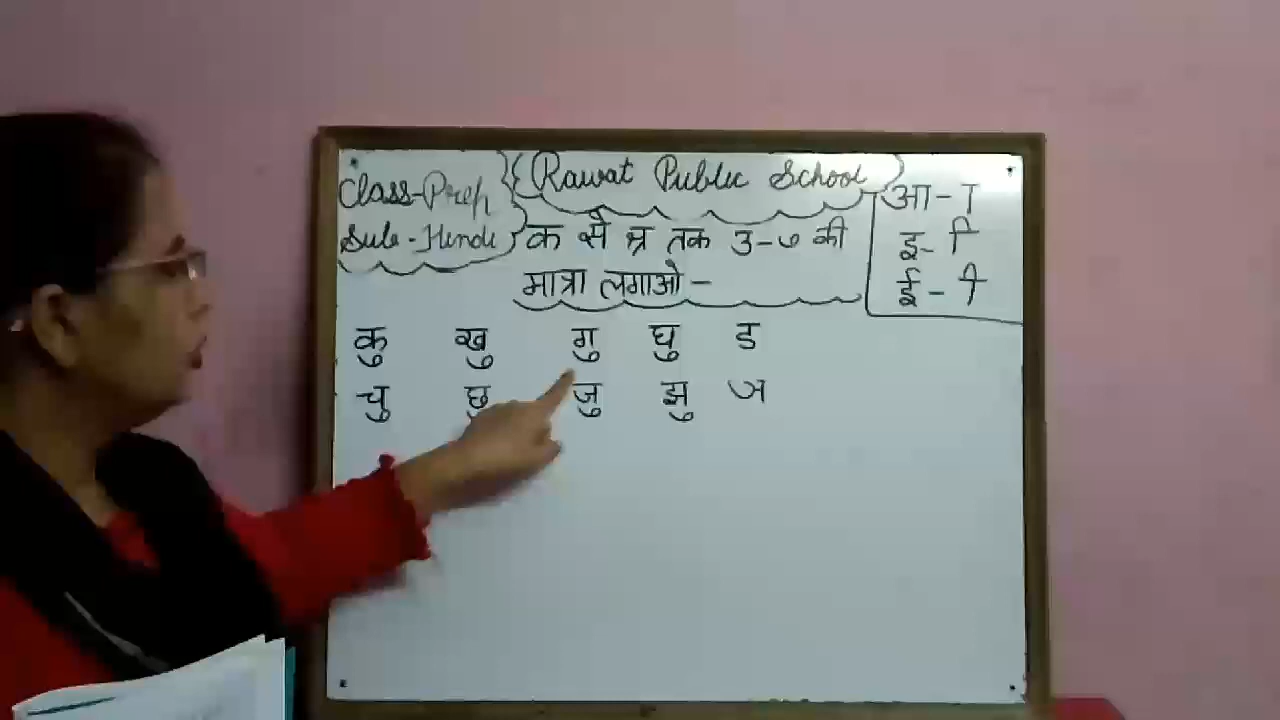 Class-Prep
Rawat Public School
Sub-Hindi
क से ज्ञ तक उ-ु की
मात्रा लगाओ-
आ-ा
इ-ि
ई-ी
कु खु गु घु ड
चु छु जु झु ञ